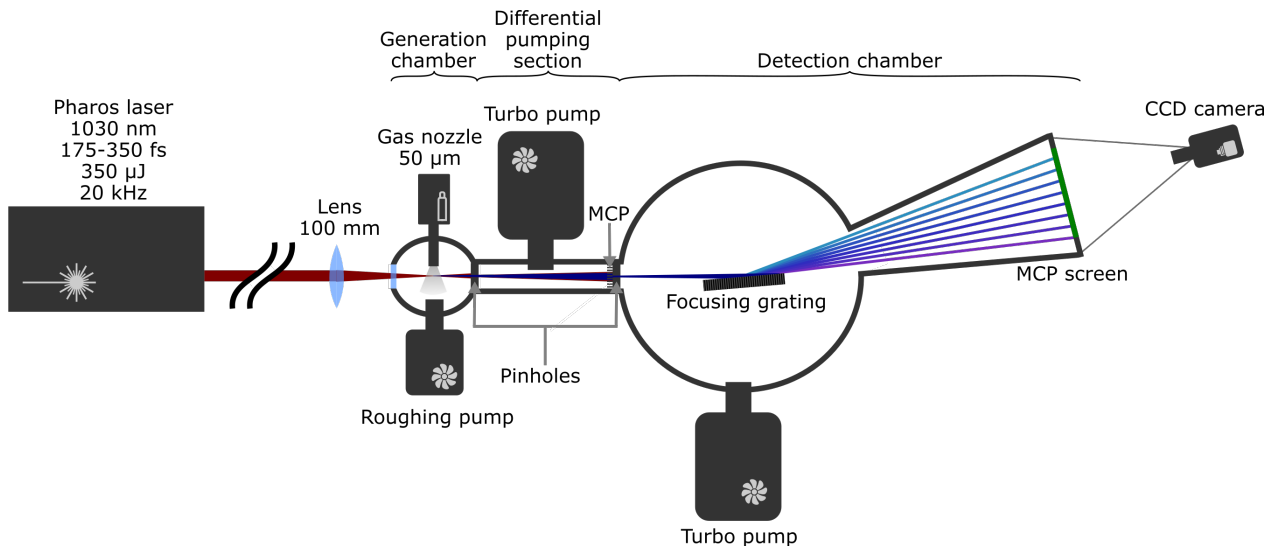 Generation
chamber
Differential
pumping
section
Detection chamber
Pharos laser
1030 nm
175-350 fs
350 µJ
20 kHz
Lens
100 mm
Gas nozzle
50 µm
Turbo pump
MCP
CCD camera
MCP screen
Focusing grating
Pinholes
Roughing pump
Turbo pump